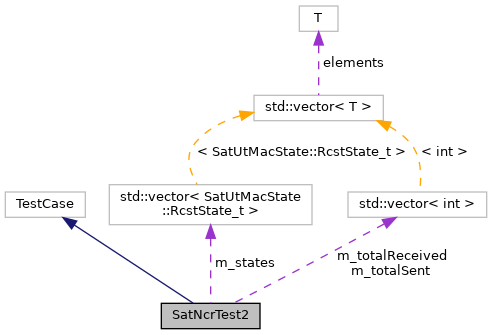 T
elements
std::vector< T >
< SatUtMacState::RcstState_t >
< int >
TestCase
std::vector< SatUtMacState
::RcstState_t >
std::vector< int >
m_states
m_totalReceived
m_totalSent
SatNcrTest2